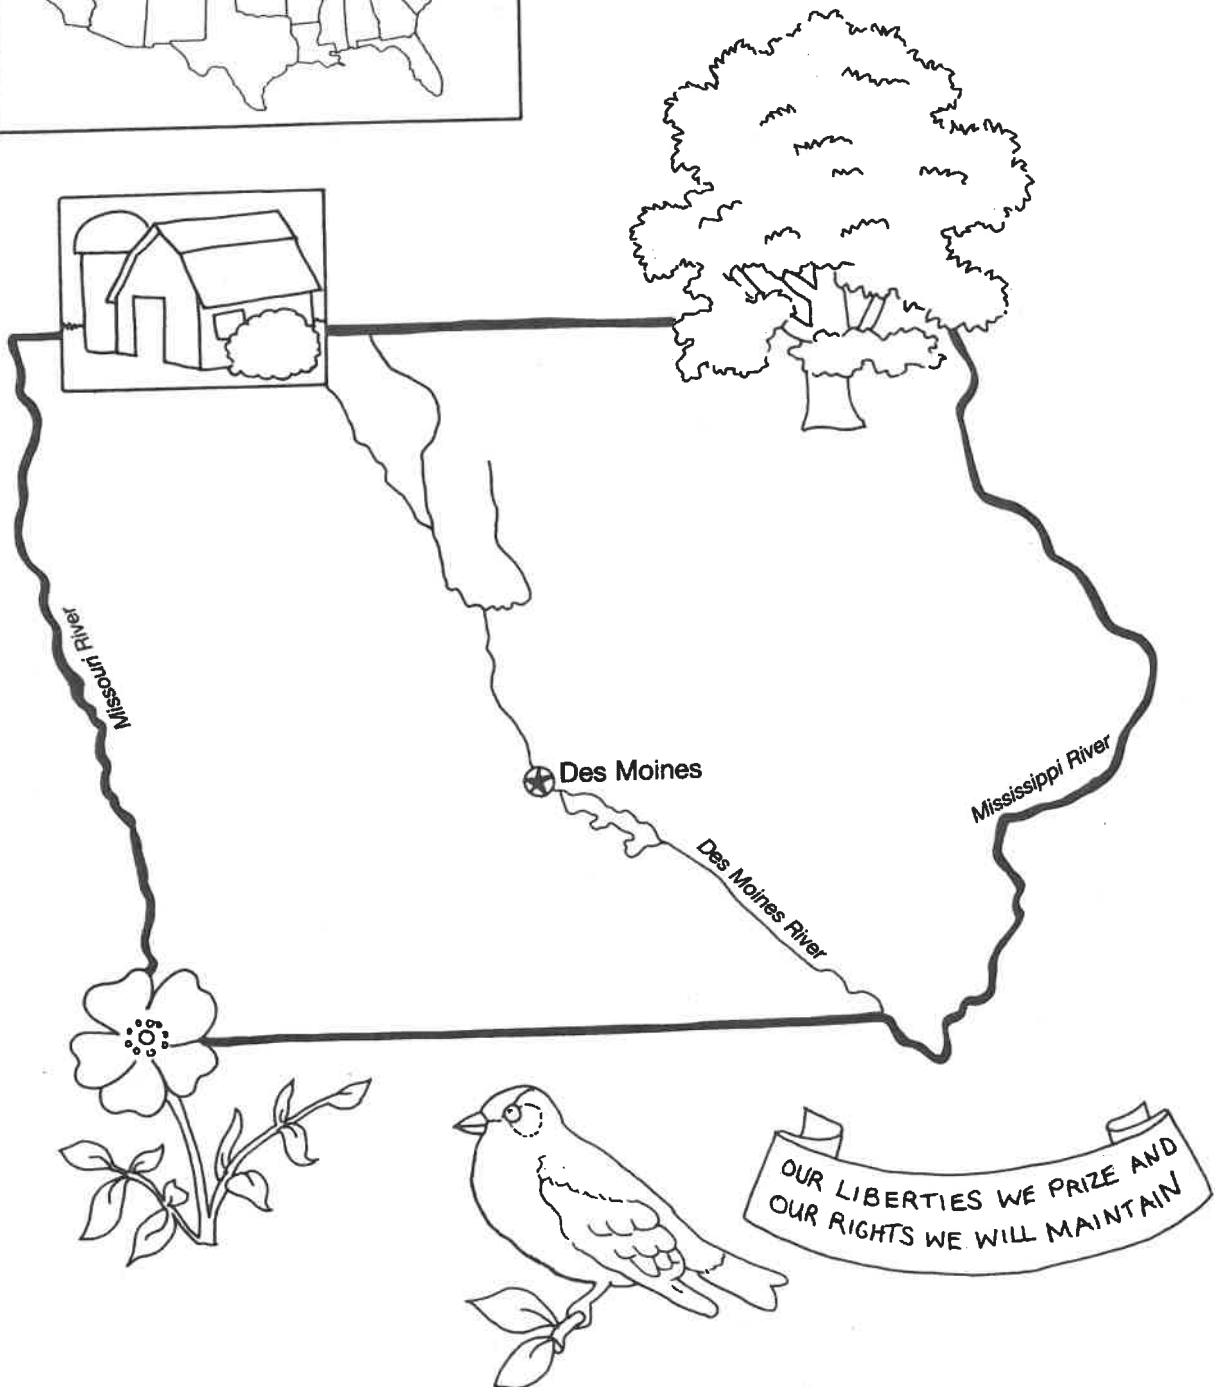 Missouri River
Des Moines
Mississippi River
Des Moines River
OUR LIBERTIES WE PRIZE AND
OUR RIGHTS WE WILL MAINTAIN